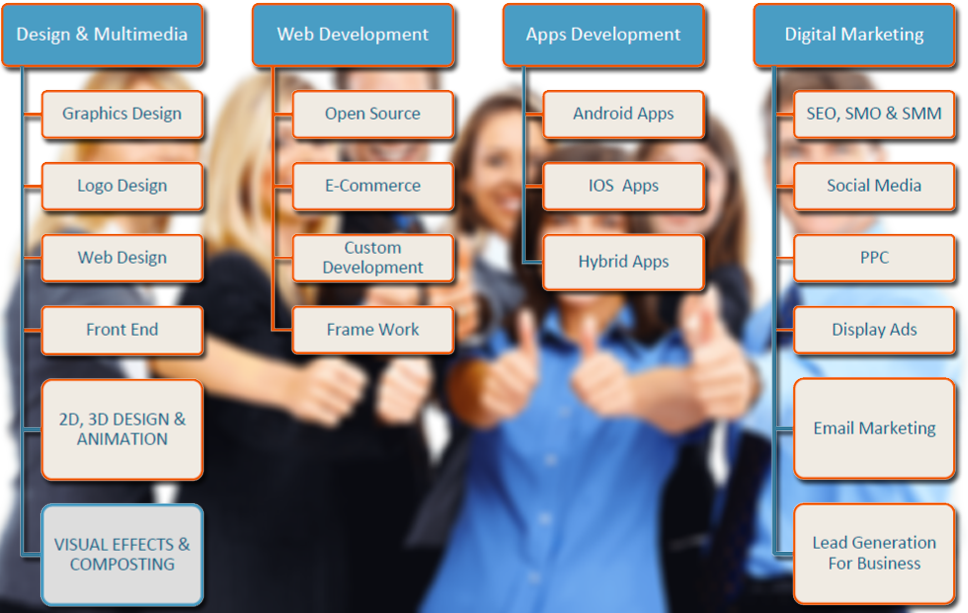 Design & Multimedia
Graphics Design
Logo Design
Web Design
Front End
2D, 3D DESIGN &
ANIMATION
VISUAL EFFECTS &
COMPOSTING
Web Development
Open Source
E-Commerce
Custom
Development
Frame Work
Apps Development
Android Apps
IOS  Apps
Hybrid Apps
Digital Marketing
SEO, SMO & SMM
Social Media
PPC
Display Ads
Email Marketing
Lead Generation
For Business